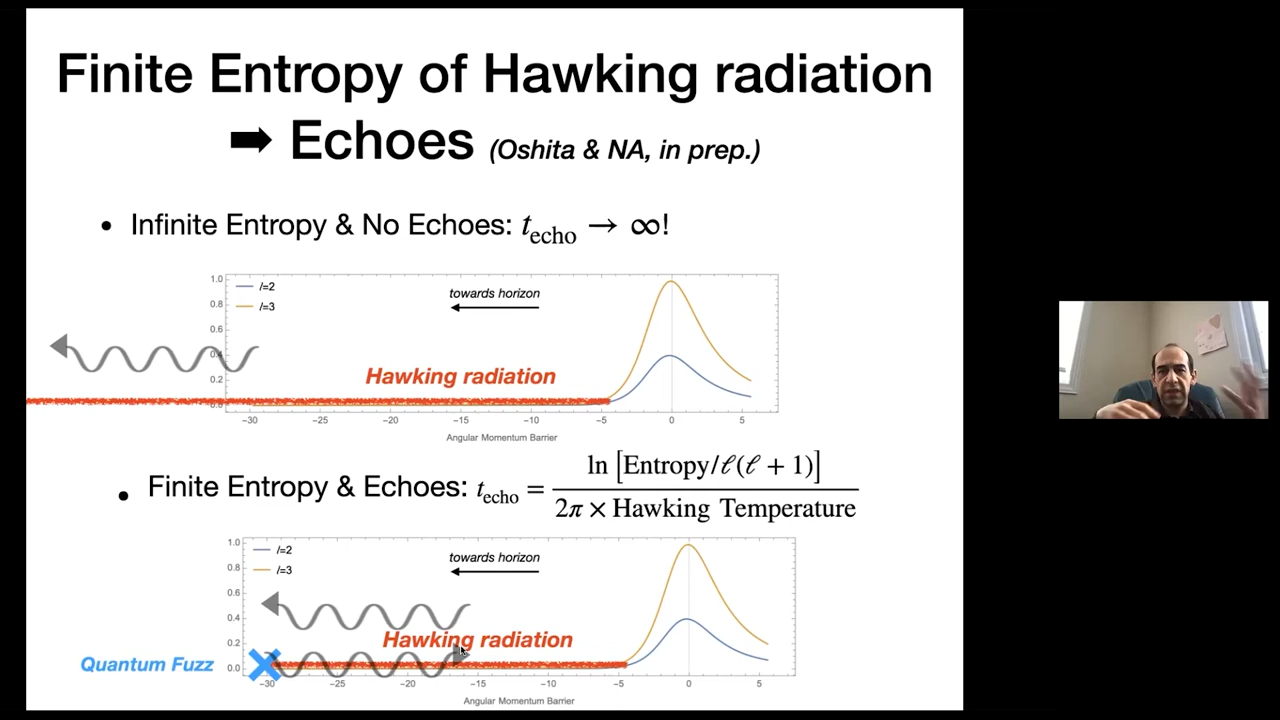 Finite Entropy of Hawking radiation
➡ Echoes (Oshita & NA, in prep.)
• Infinite Entropy & No Echoes: t_echo → ∞!
1.0
0.8
0.6
0.4
0.2
0.0
l=2
l=3
towards horizon
Hawking radiation
−30 −25 −20 −15 −10 −5 0 5
Angular Momentum Barrier
• Finite Entropy & Echoes: t_echo = ln [Entropy/ℓ(ℓ + 1)] / 2π × Hawking Temperature
1.0
0.8
0.6
0.4
0.2
0.0
l=2
l=3
towards horizon
Hawking radiation
Quantum Fuzz
−30 −25 −20 −15 −10 −5 0 5
Angular Momentum Barrier